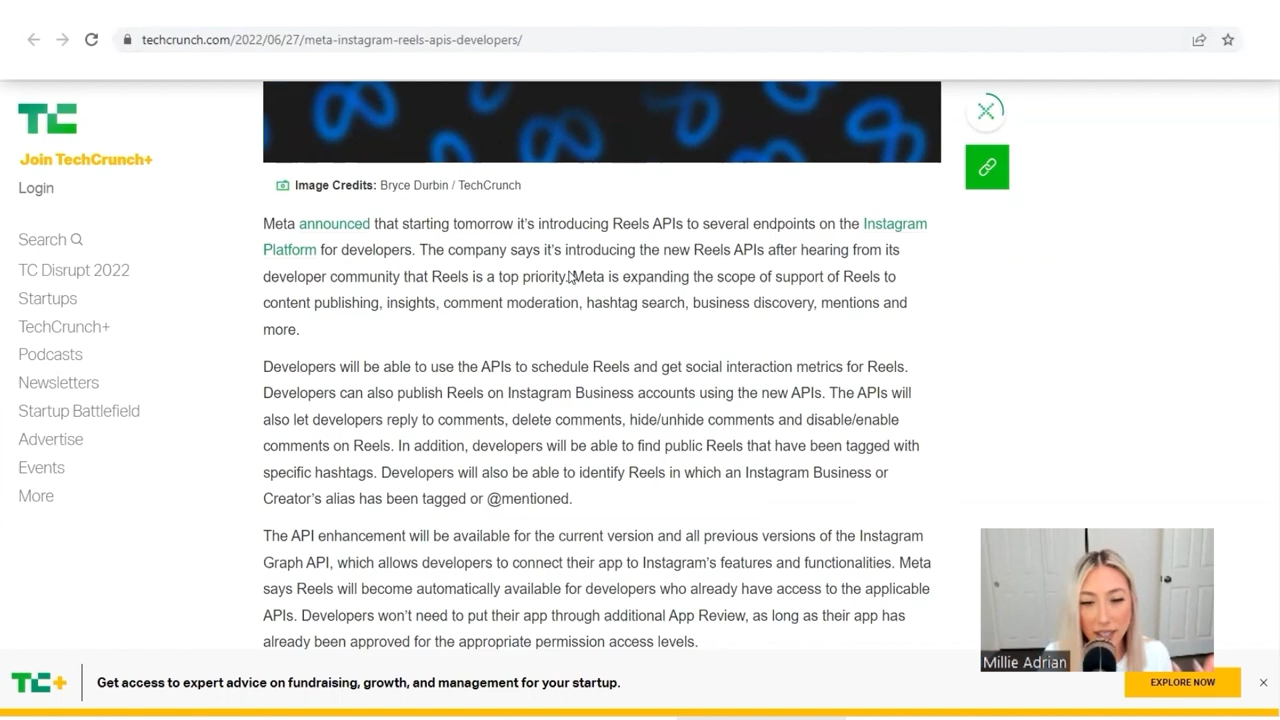 techcrunch.com/2022/06/27/meta-instagram-reels-apis-developers/
TC
Join TechCrunch+
Login
Search
TC Disrupt 2022
Startups
TechCrunch+
Podcasts
Newsletters
Startup Battlefield
Advertise
Events
More
Image Credits: Bryce Durbin / TechCrunch
Meta announced that starting tomorrow it's introducing Reels APIs to several endpoints on the Instagram
Platform for developers. The company says it's introducing the new Reels APIs after hearing from its
developer community that Reels is a top priority. Meta is expanding the scope of support of Reels to
content publishing, insights, comment moderation, hashtag search, business discovery, mentions and
more.
Developers will be able to use the APIs to schedule Reels and get social interaction metrics for Reels.
Developers can also publish Reels on Instagram Business accounts using the new APIs. The APIs will
also let developers reply to comments, delete comments, hide/unhide comments and disable/enable
comments on Reels. In addition, developers will be able to find public Reels that have been tagged with
specific hashtags. Developers will also be able to identify Reels in which an Instagram Business or
Creator's alias has been tagged or @mentioned.
The API enhancement will be available for the current version and all previous versions of the Instagram
Graph API, which allows developers to connect their app to Instagram's features and functionalities. Meta
says Reels will become automatically available for developers who already have access to the applicable
APIs. Developers won't need to put their app through additional App Review, as long as their app has
already been approved for the appropriate permission access levels.
Millie Adrian
TC+
Get access to expert advice on fundraising, growth, and management for your startup.
EXPLORE NOW